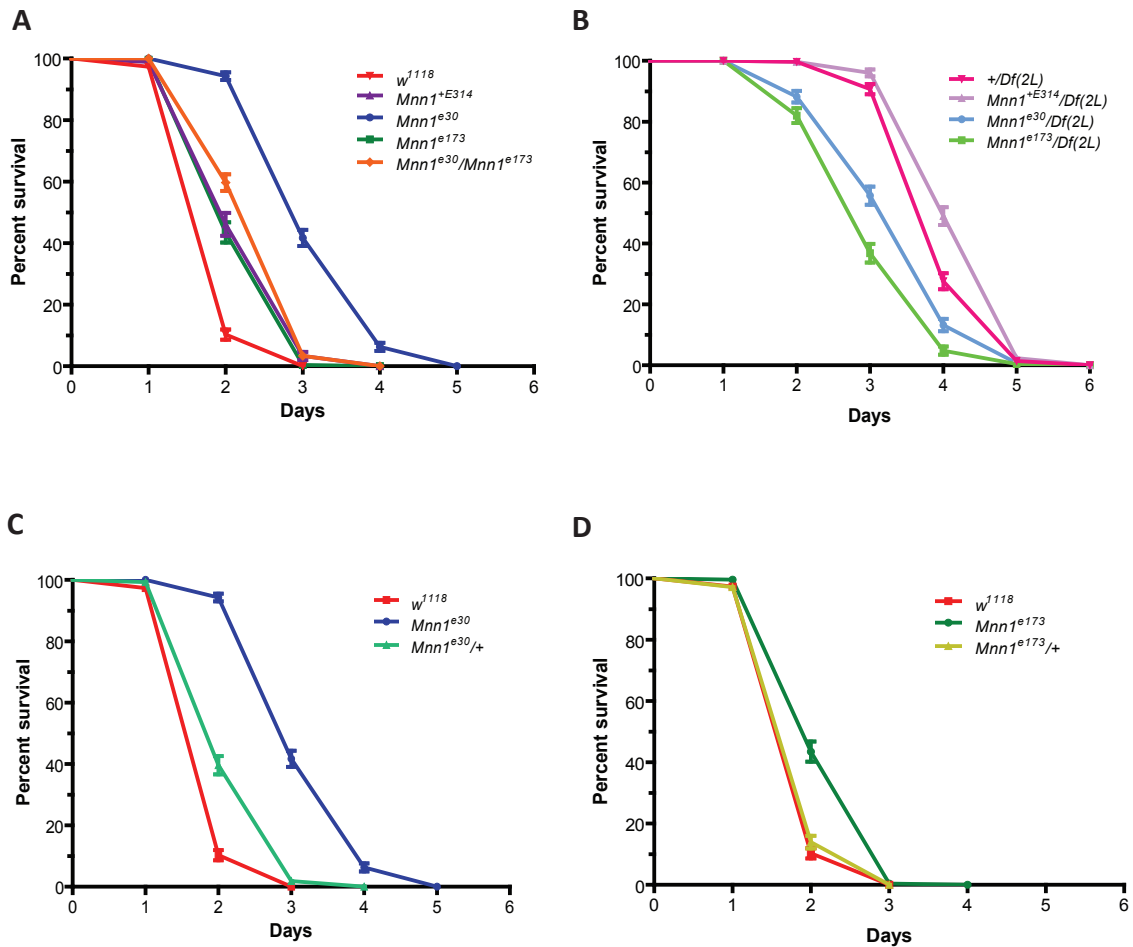 A
Percent survival
100
80
60
40
20
0
0 1 2 3 4 5 6
Days
w1118
Mnn1+E314
Mnn1e30
Mnn1e173
Mnn1e30/Mnn1e173
B
Percent survival
100
80
60
40
20
0
0 1 2 3 4 5 6
Days
+/Df(2L)
Mnn1+E314/Df(2L)
Mnn1e30/Df(2L)
Mnn1e173/Df(2L)
C
Percent survival
100
80
60
40
20
0
0 1 2 3 4 5 6
Days
w1118
Mnn1e30
Mnn1e30/+
D
Percent survival
100
80
60
40
20
0
0 1 2 3 4 5 6
Days
w1118
Mnn1e173
Mnn1e173/+